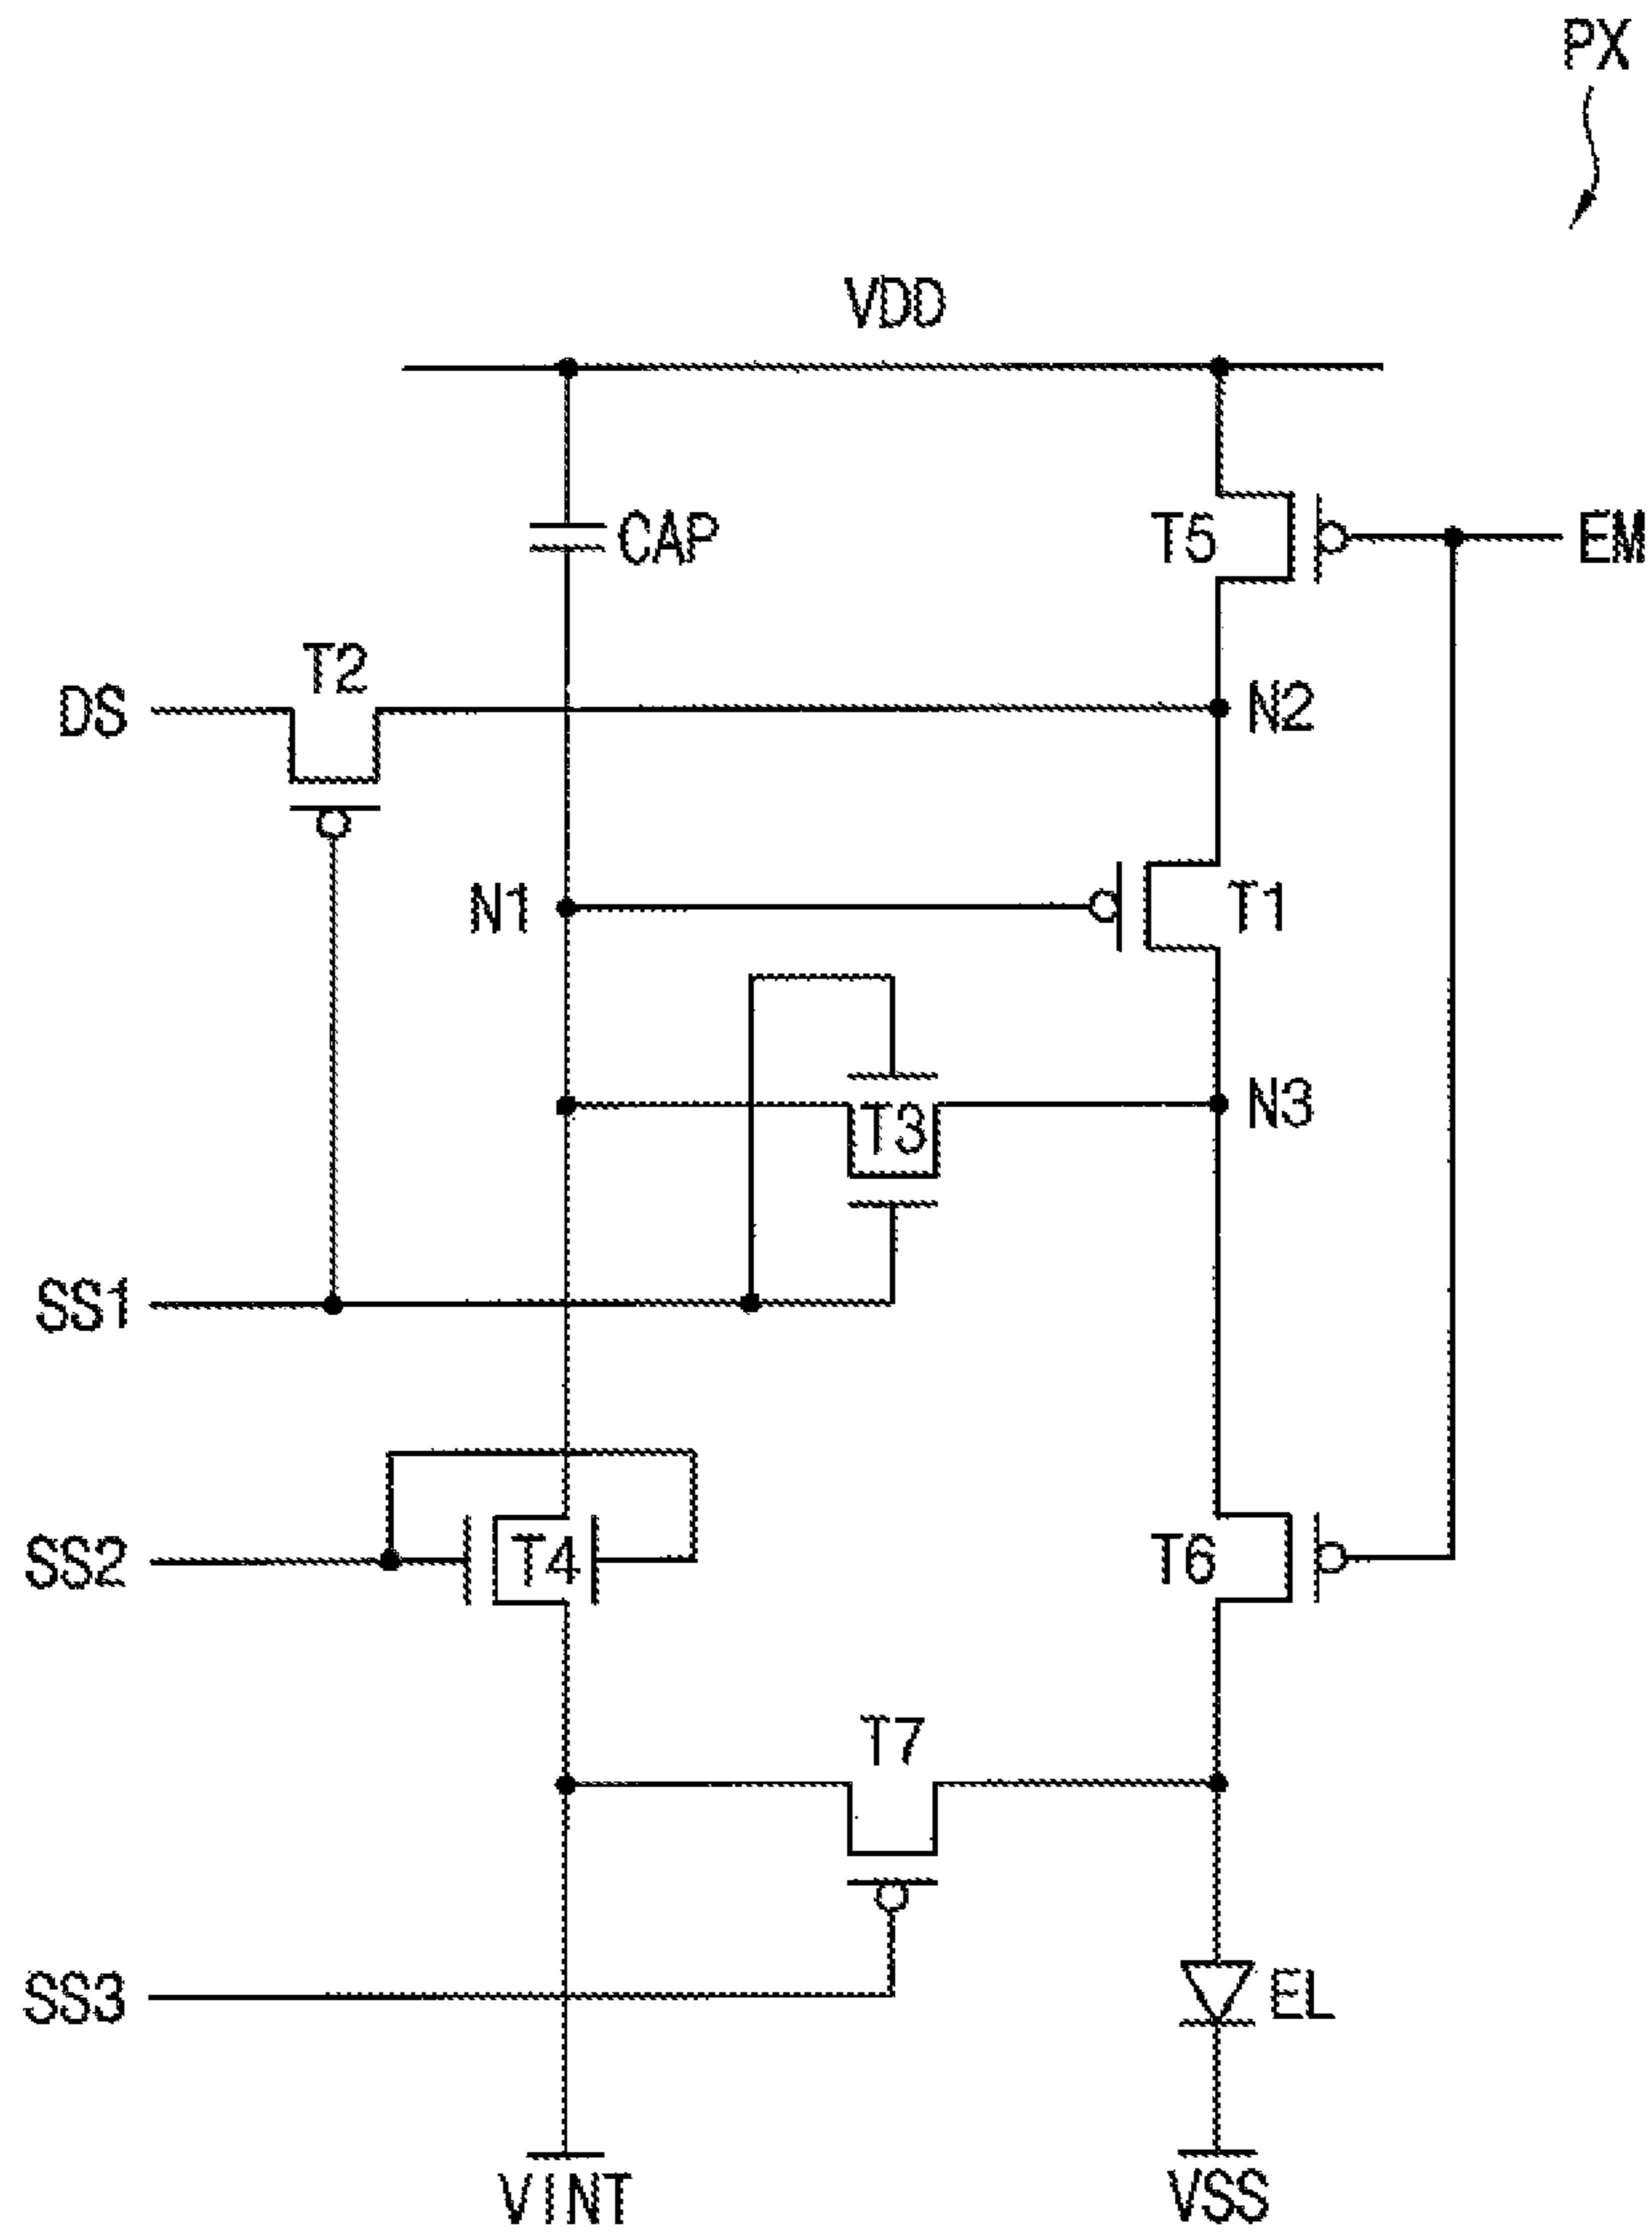 PX
VDD
CAP
T5
EM
T2
DS
N2
N1
T1
T3
N3
SS1
SS2
T4
T6
T7
SS3
EL
VINT
VSS